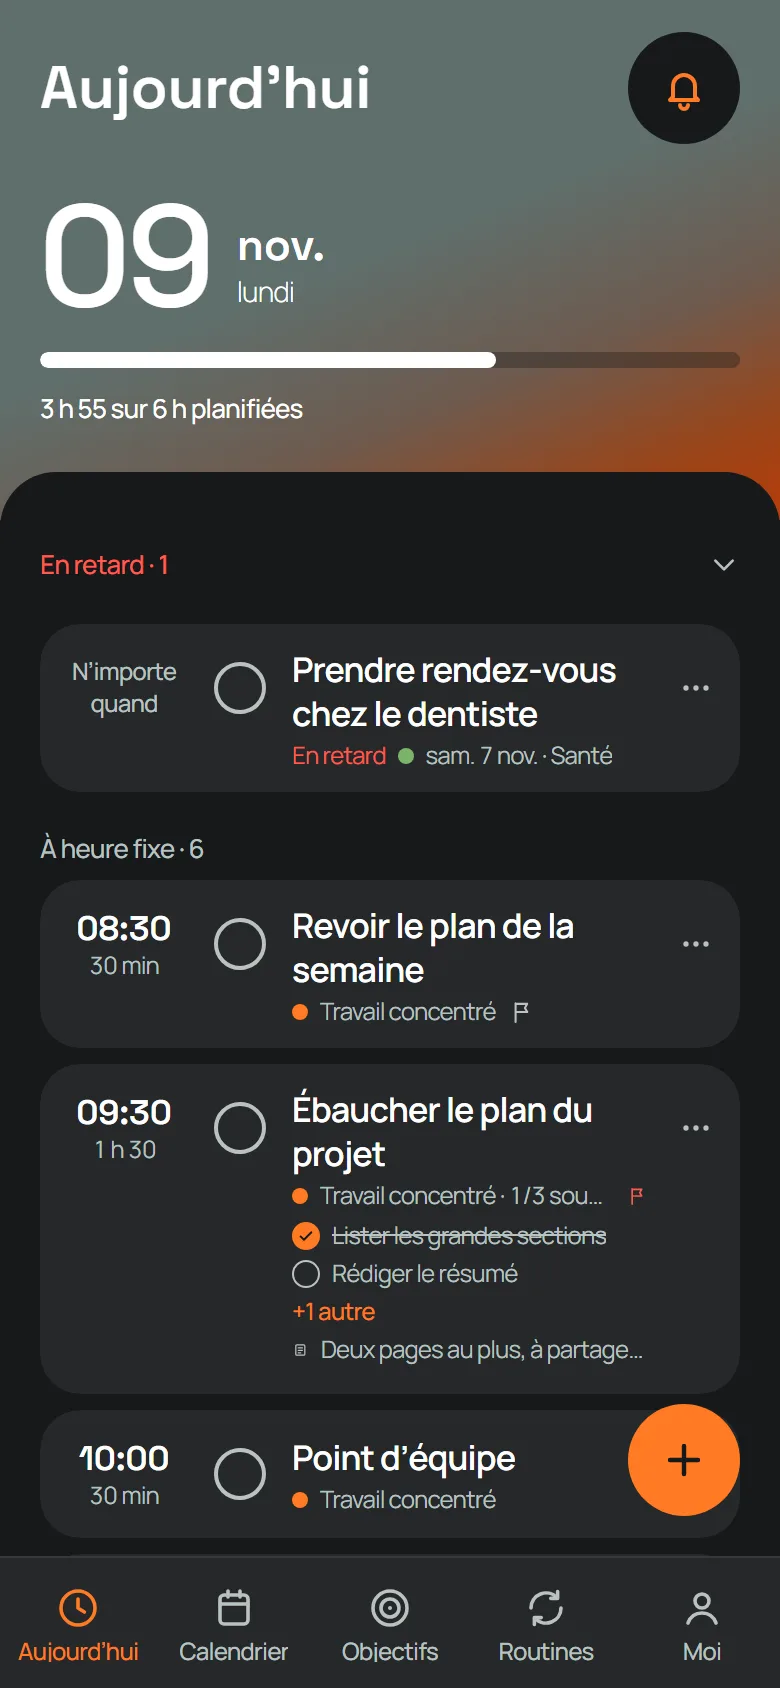 Aujourd’hui
09
nov.
lundi
3 h 55 sur 6 h planifiées
En retard · 1
N’importe
quand
Prendre rendez-vous
chez le dentiste
En retard
sam. 7 nov. · Santé
À heure fixe · 6
08:30
30 min
Revoir le plan de la
semaine
Travail concentré
09:30
1 h 30
Ébaucher le plan du
projet
Travail concentré · 1/3 sou…
Lister les grandes sections
Rédiger le résumé
+1 autre
Deux pages au plus, à partage…
10:00
30 min
Point d’équipe
Travail concentré
Aujourd’hui
Calendrier
Objectifs
Routines
Moi